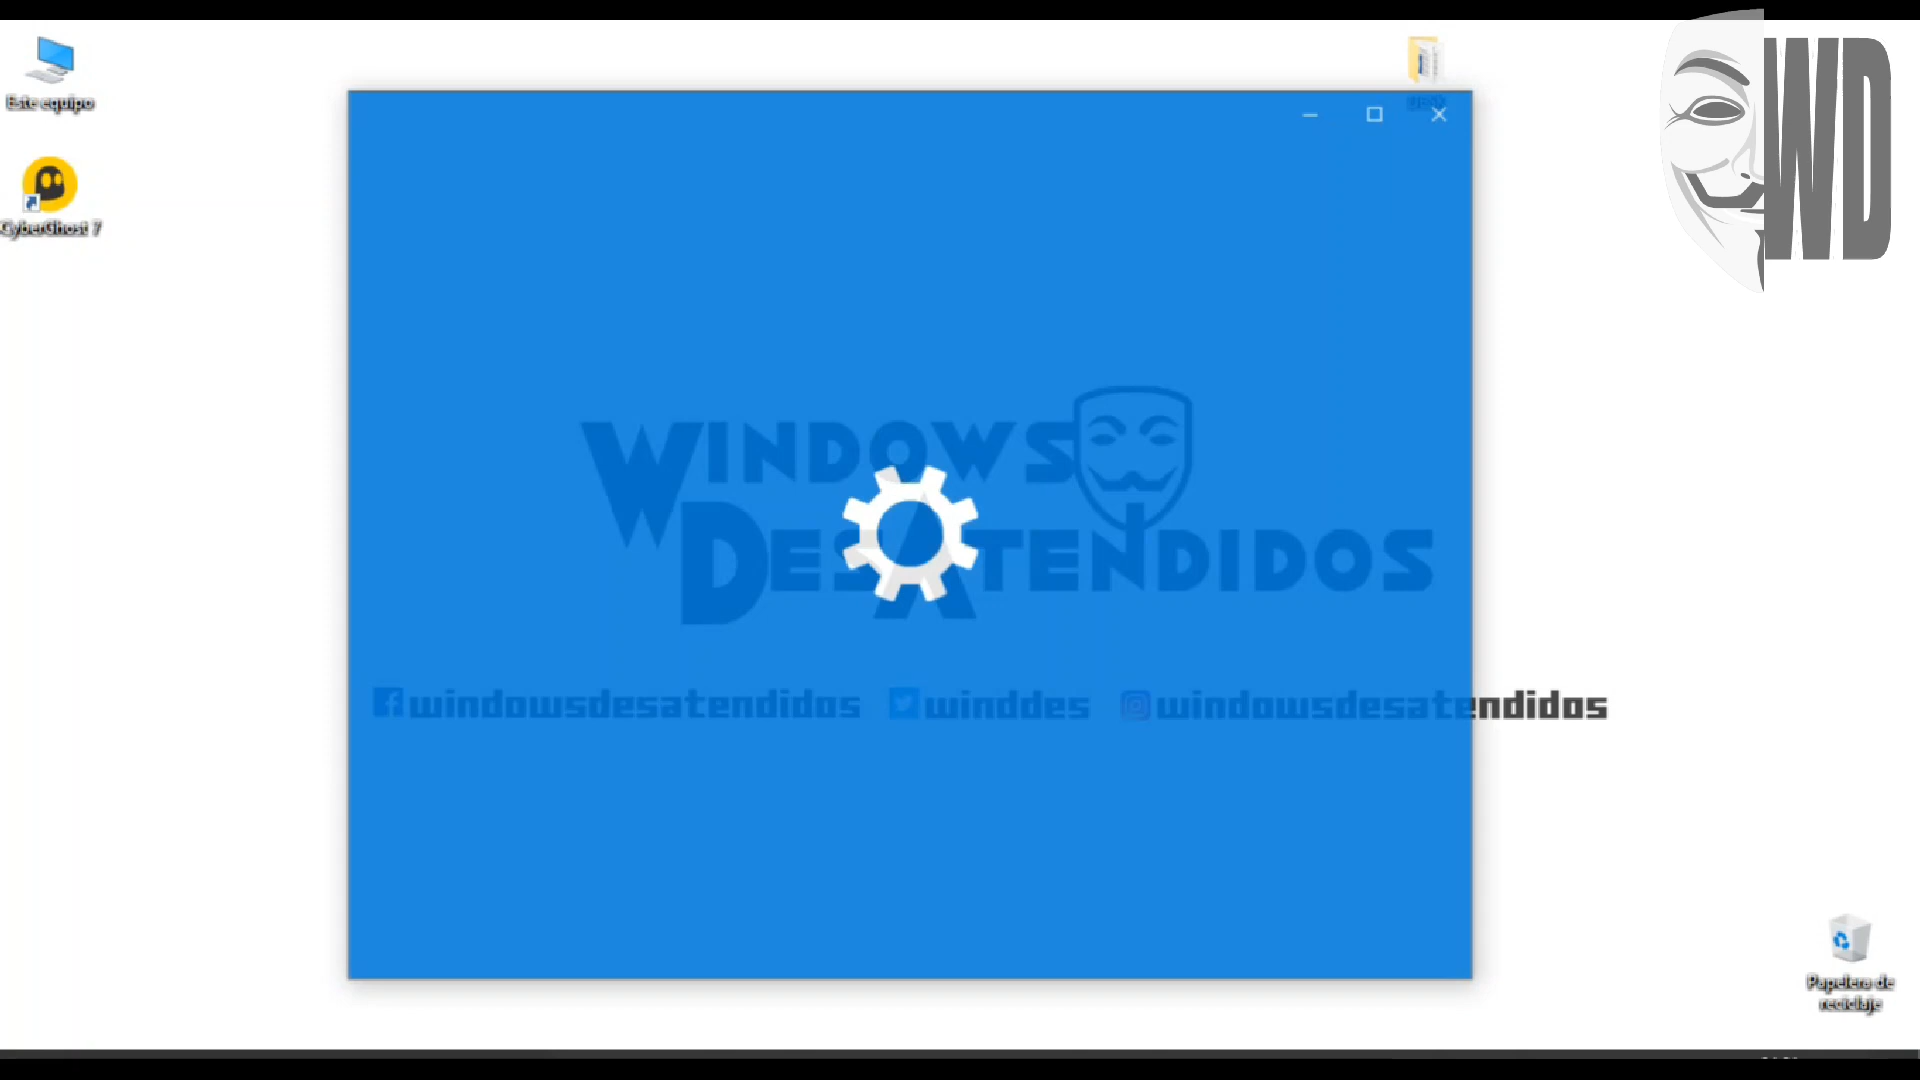 Este equipo
CyberGhost 7
WD
WINDOWS
DESATENDIDOS
windowsdesatendidos winddes windowsdesatendidos
Papelera de
reciclaje